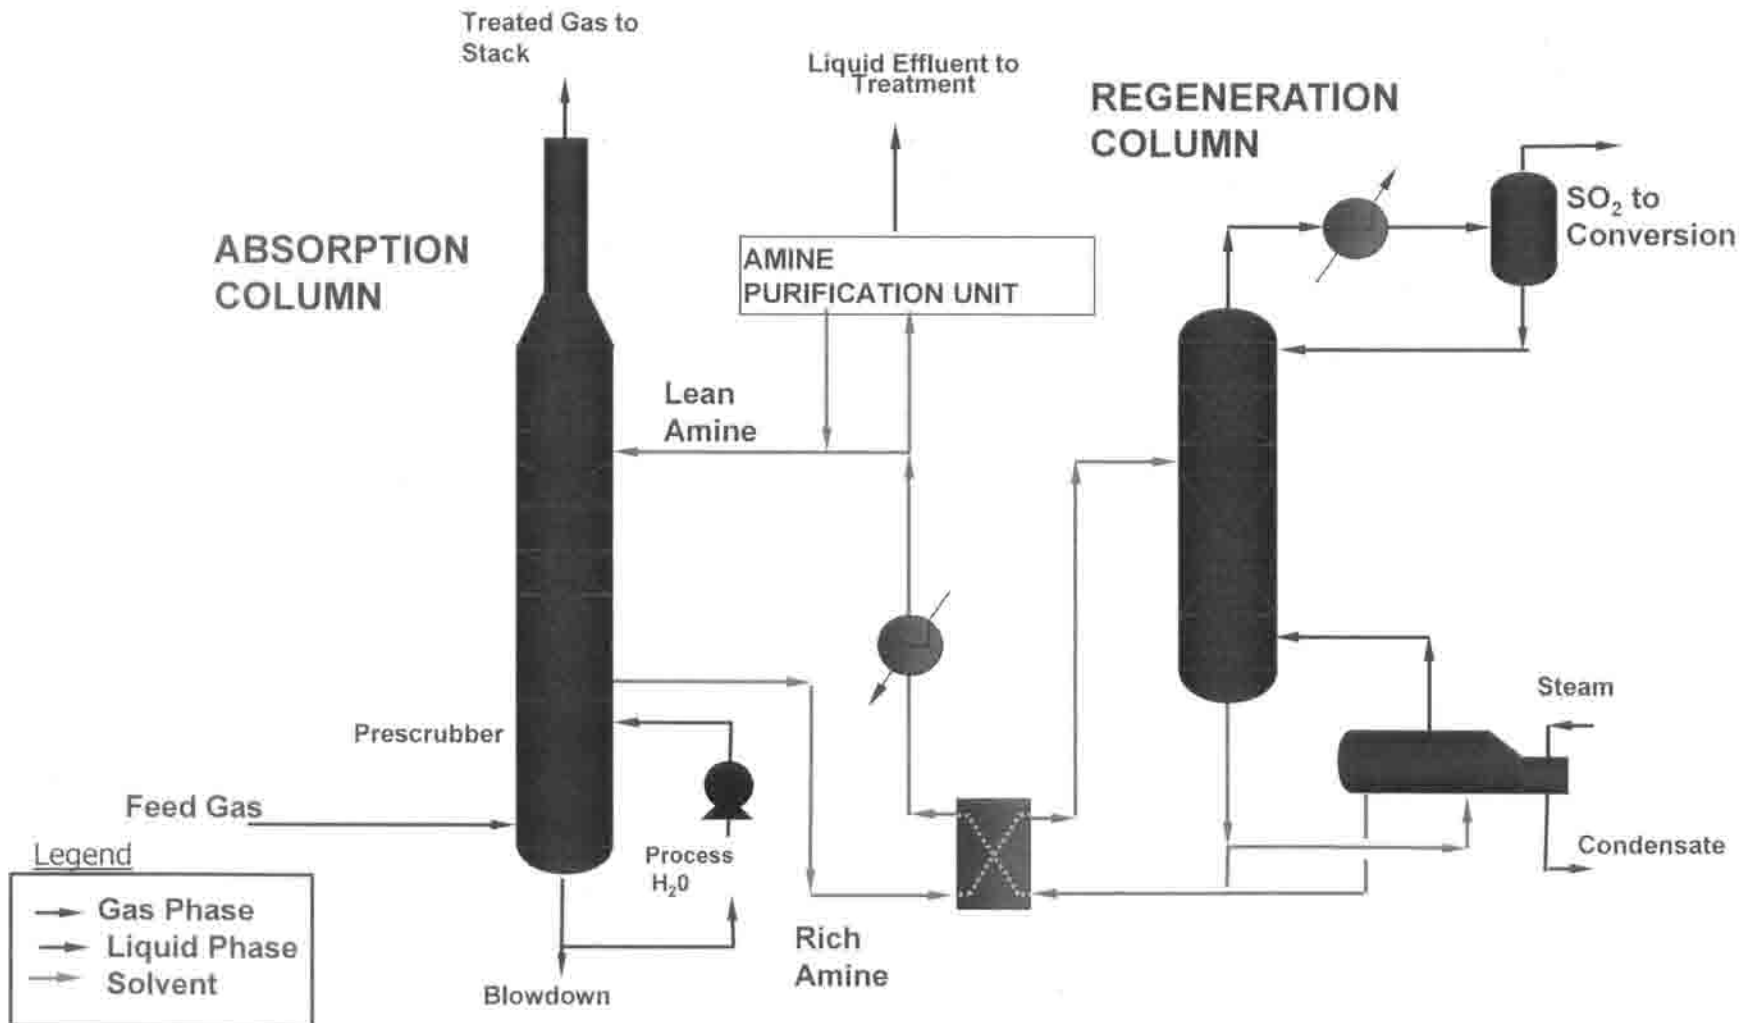 Treated Gas to
Stack
Liquid Effluent to
Treatment
REGENERATION
COLUMN
SO₂ to
Conversion
ABSORPTION
COLUMN
AMINE
PURIFICATION UNIT
Lean
Amine
Steam
Prescrubber
Feed Gas
Process
H₂0
Condensate
Legend
Gas Phase
Liquid Phase
Solvent
Rich
Amine
Blowdown